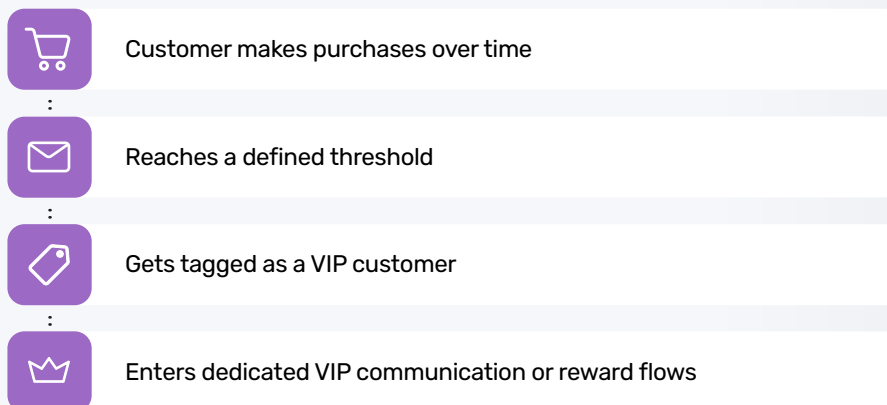 Customer makes purchases over time
Reaches a defined threshold
Gets tagged as a VIP customer
Enters dedicated VIP communication or reward flows